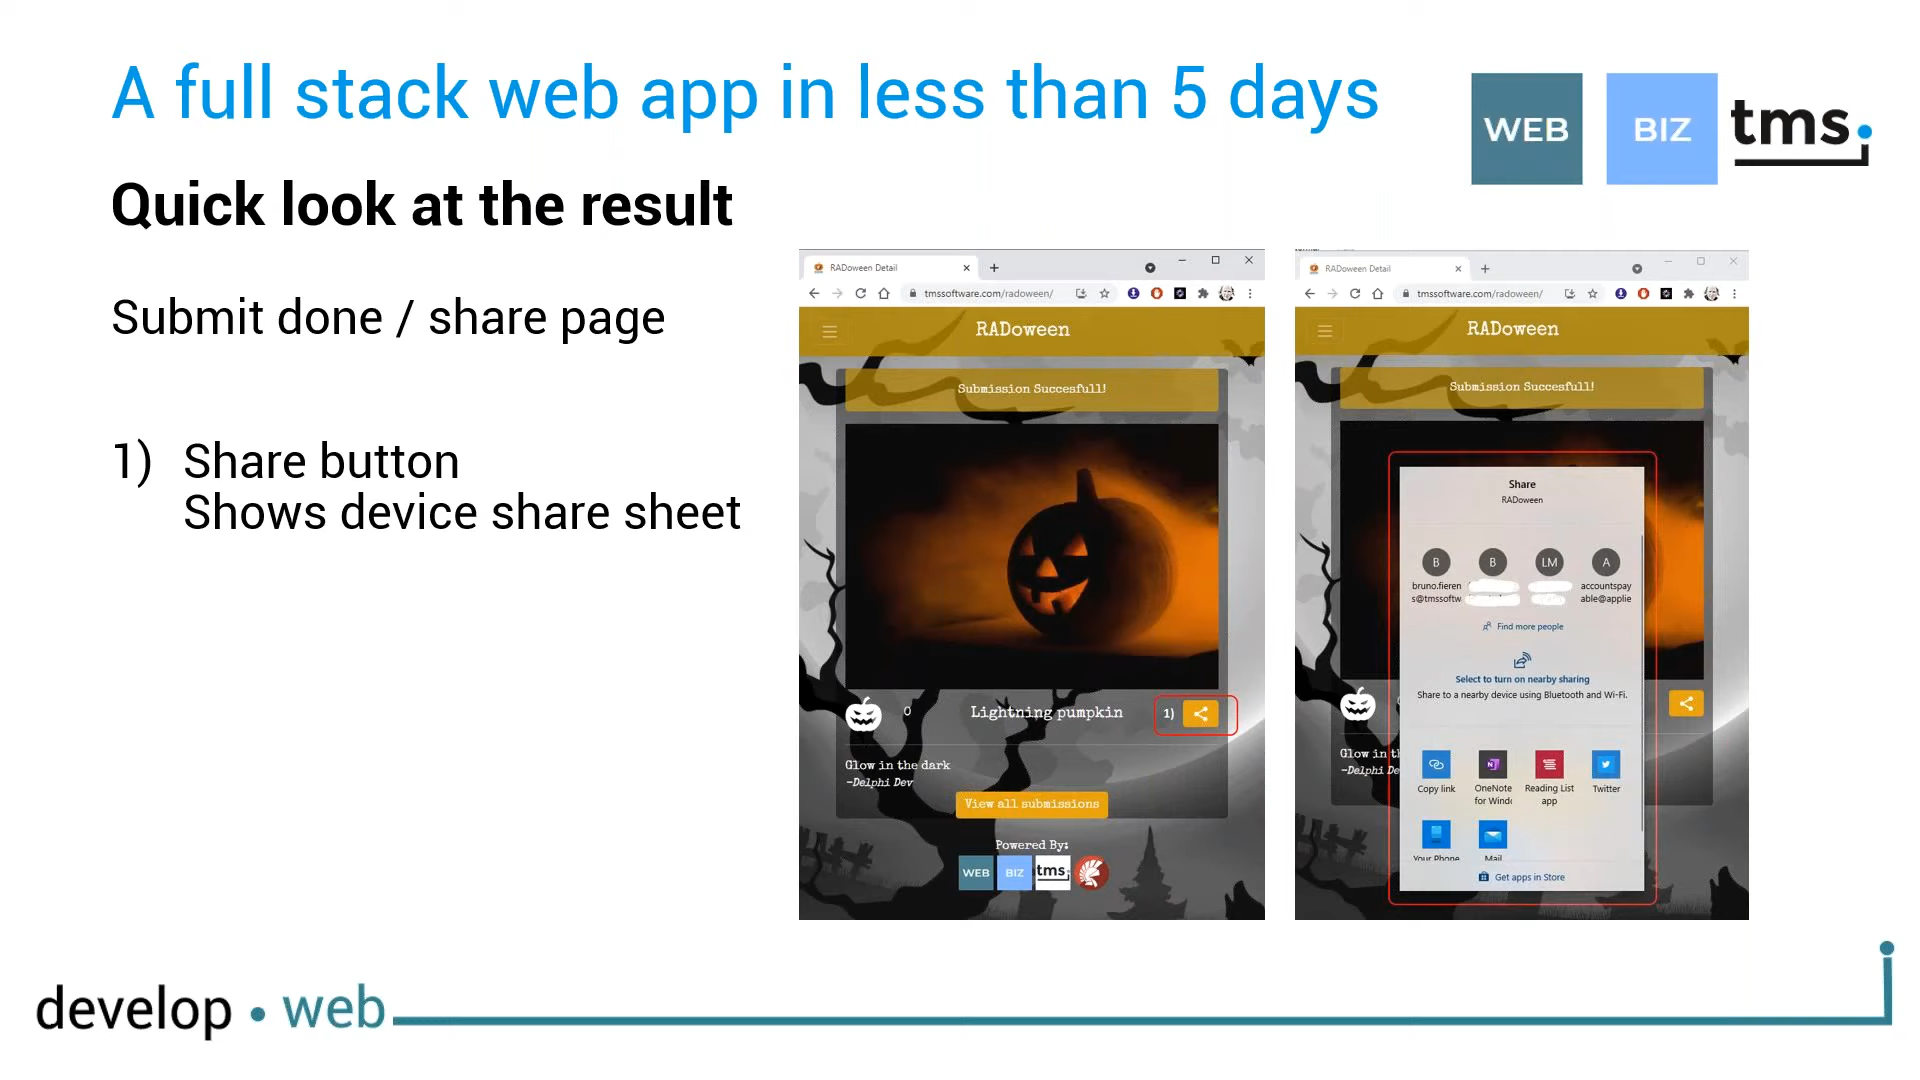 A full stack web app in less than 5 days
WEB
BIZ
tms.
Quick look at the result
Submit done / share page
1) Share button
Shows device share sheet
RADoween Detail
tmssoftware.com/radoween/
RADoween
Submission Succesfull!
0
Lightning pumpkin
1)
Glow in the dark
-Delphi Dev
View all submissions
Powered By:
WEB
BIZ
tms.
RADoween Detail
tmssoftware.com/radoween/
RADoween
Submission Succesfull!
Share
RADoween
B
B
LM
A
bruno.fieren
s@tmssoftw
accountspay
able@applie
Find more people
Select to turn on nearby sharing
Share to a nearby device using Bluetooth and Wi-Fi.
Glow in th
-Delphi De
Copy link
OneNote
for Windo
Reading List
app
Twitter
Your Phone
Mail
Get apps in Store
develop • web